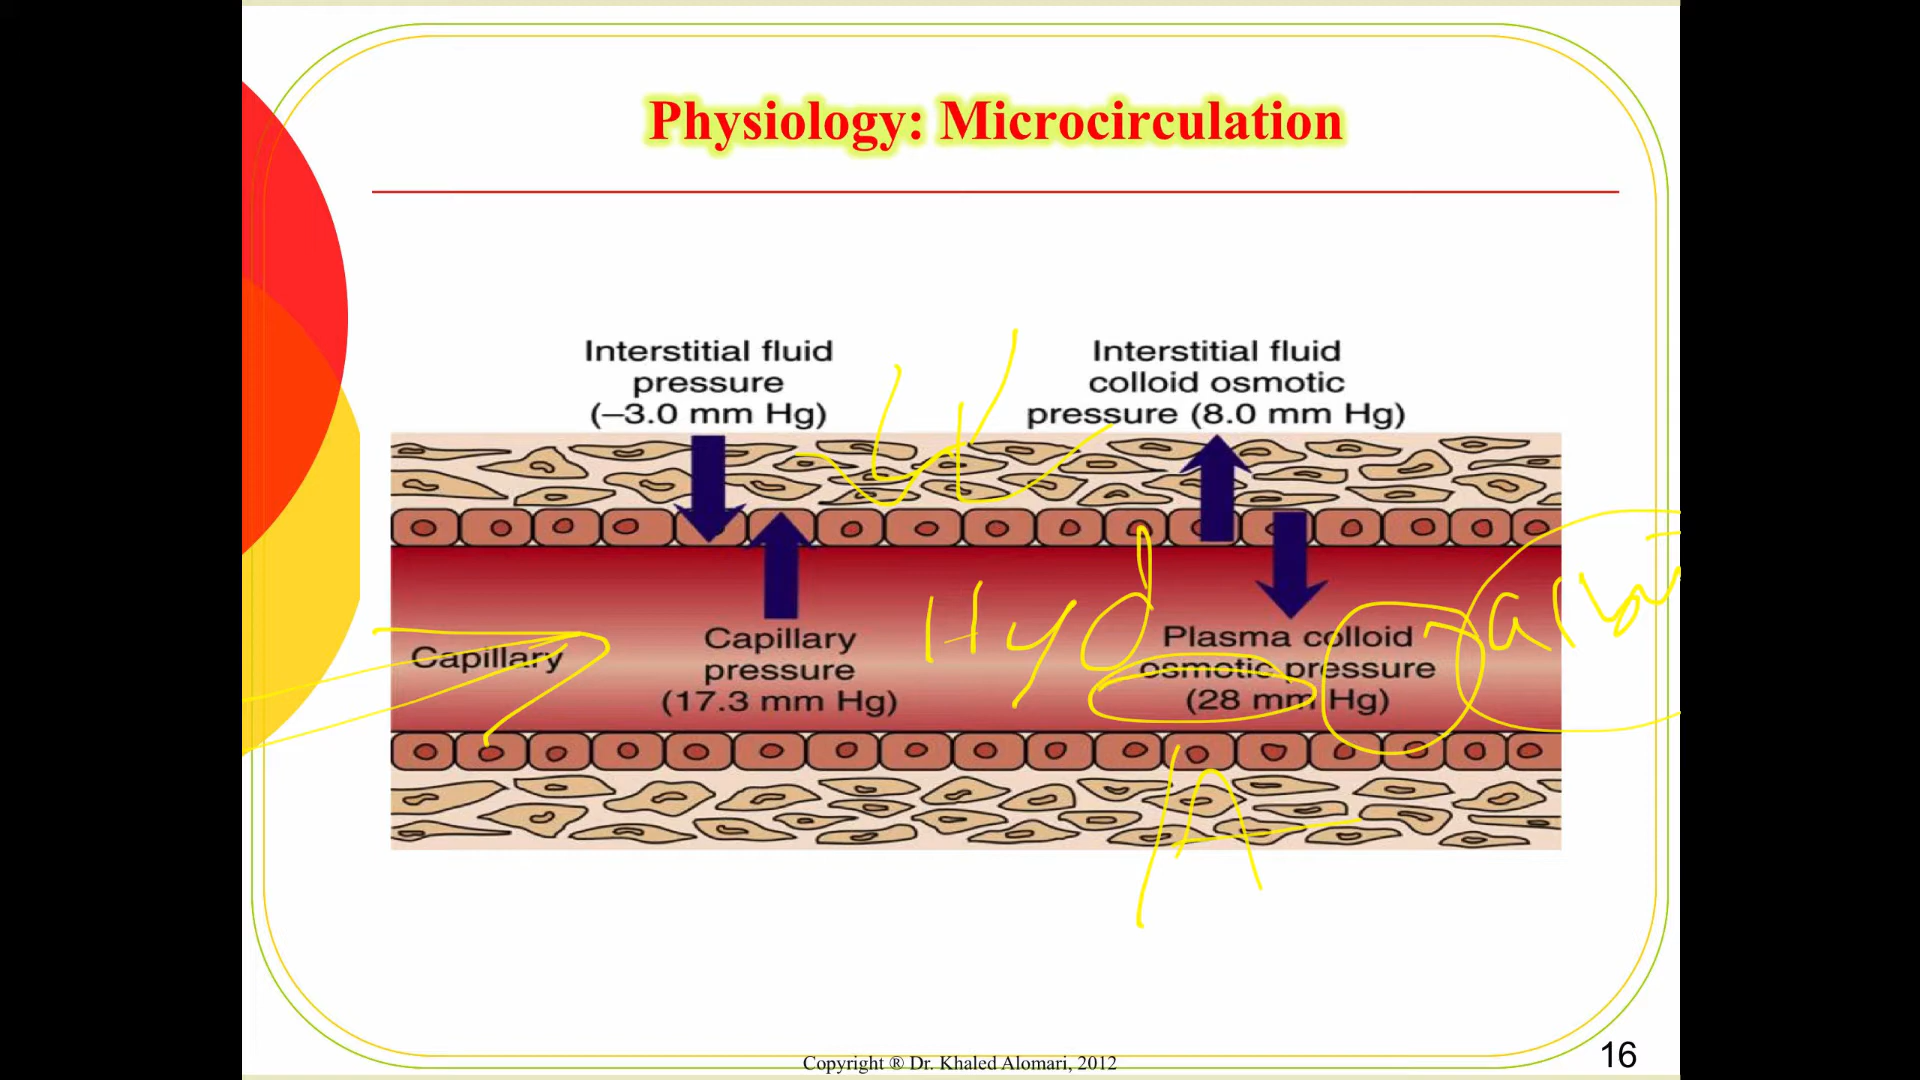 Physiology: Microcirculation
Interstitial fluid
pressure
(–3.0 mm Hg)
Interstitial fluid
colloid osmotic
pressure (8.0 mm Hg)
Capillary
Capillary
pressure
(17.3 mm Hg)
Hyd
Plasma colloid
osmotic pressure
(28 mm Hg)
A
Copyright ® Dr. Khaled Alomari, 2012
16